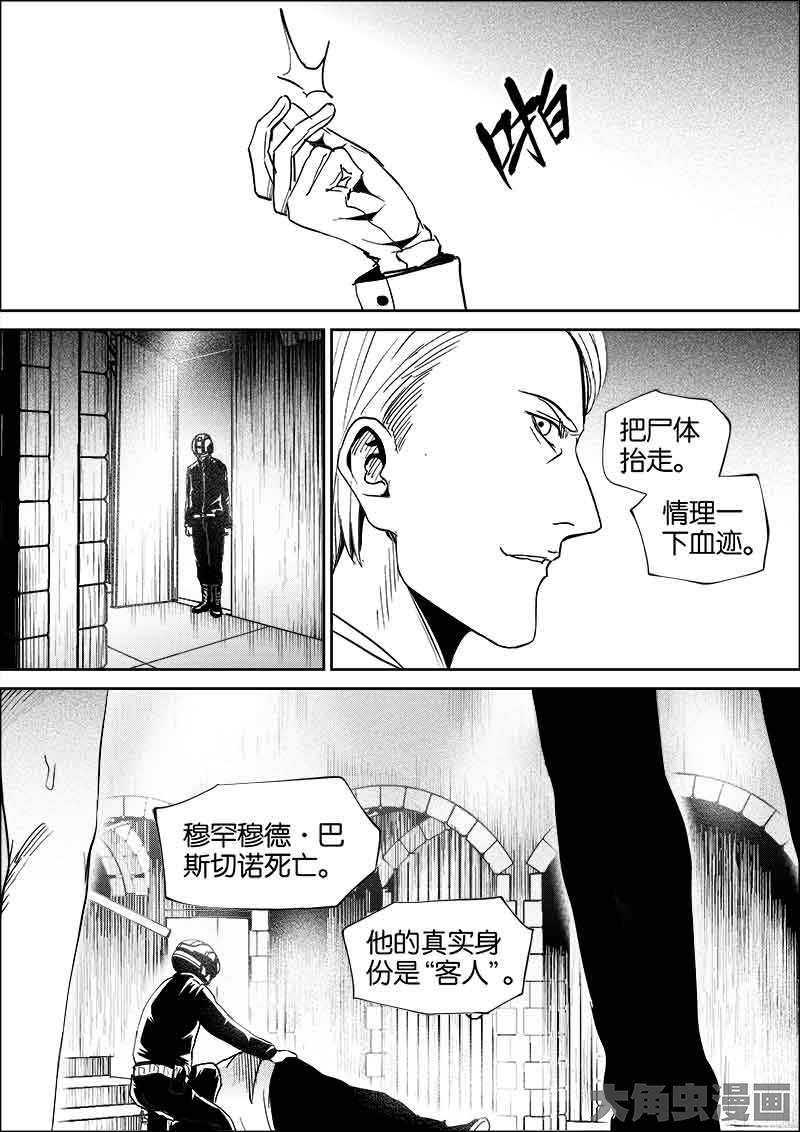 啪
把尸体
抬走。
情理一
下血迹。
穆罕穆德·巴
斯切诺死亡。
他的真实身
份是“客人”。
大角虫漫画